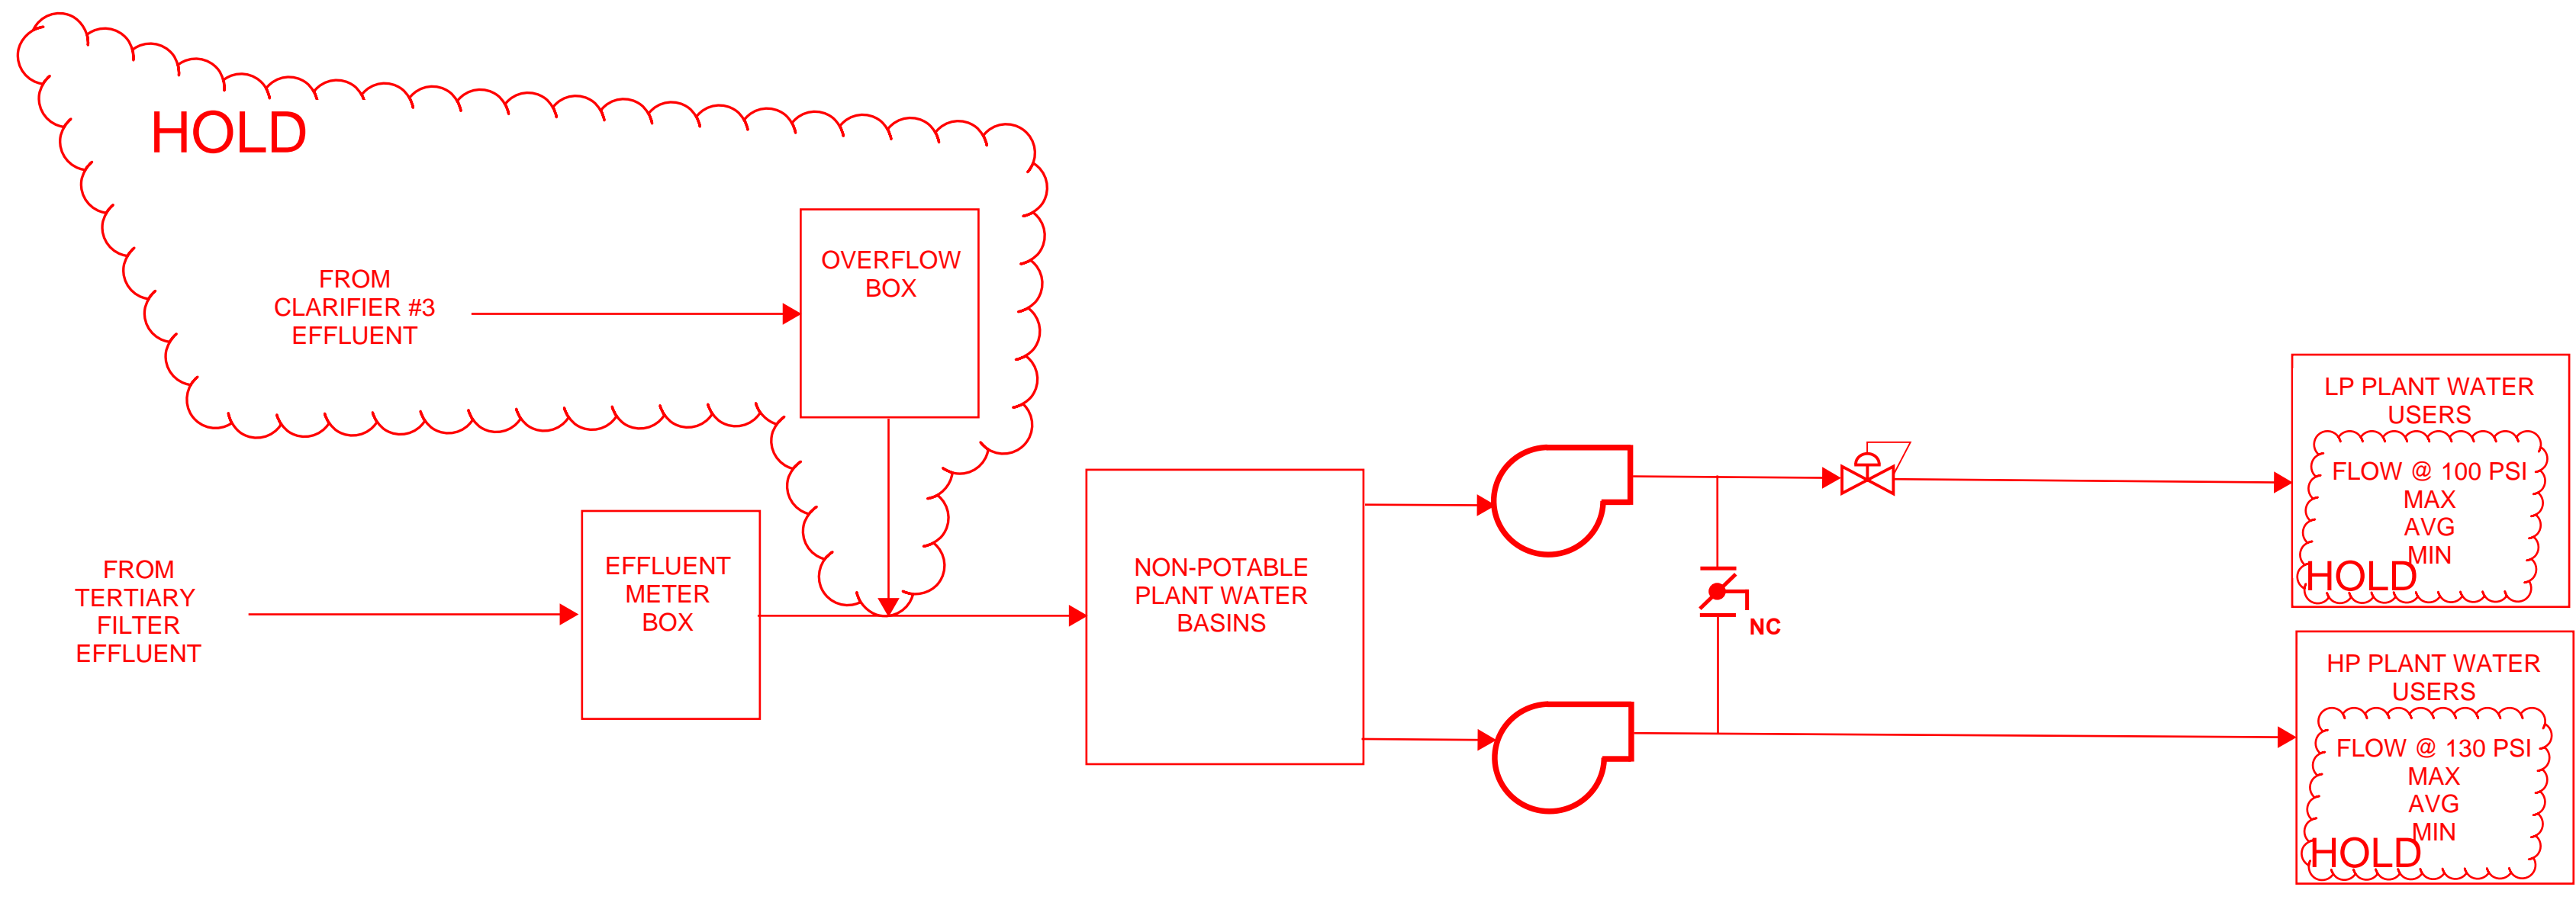 HOLD
FROM
CLARIFIER #3
EFFLUENT
OVERFLOW
BOX
FROM
TERTIARY
FILTER
EFFLUENT
EFFLUENT
METER
BOX
NON-POTABLE
PLANT WATER
BASINS
NC
LP PLANT WATER
USERS
FLOW @ 100 PSI
MAX
AVG
MIN
HOLD
HP PLANT WATER
USERS
FLOW @ 130 PSI
MAX
AVG
MIN
HOLD